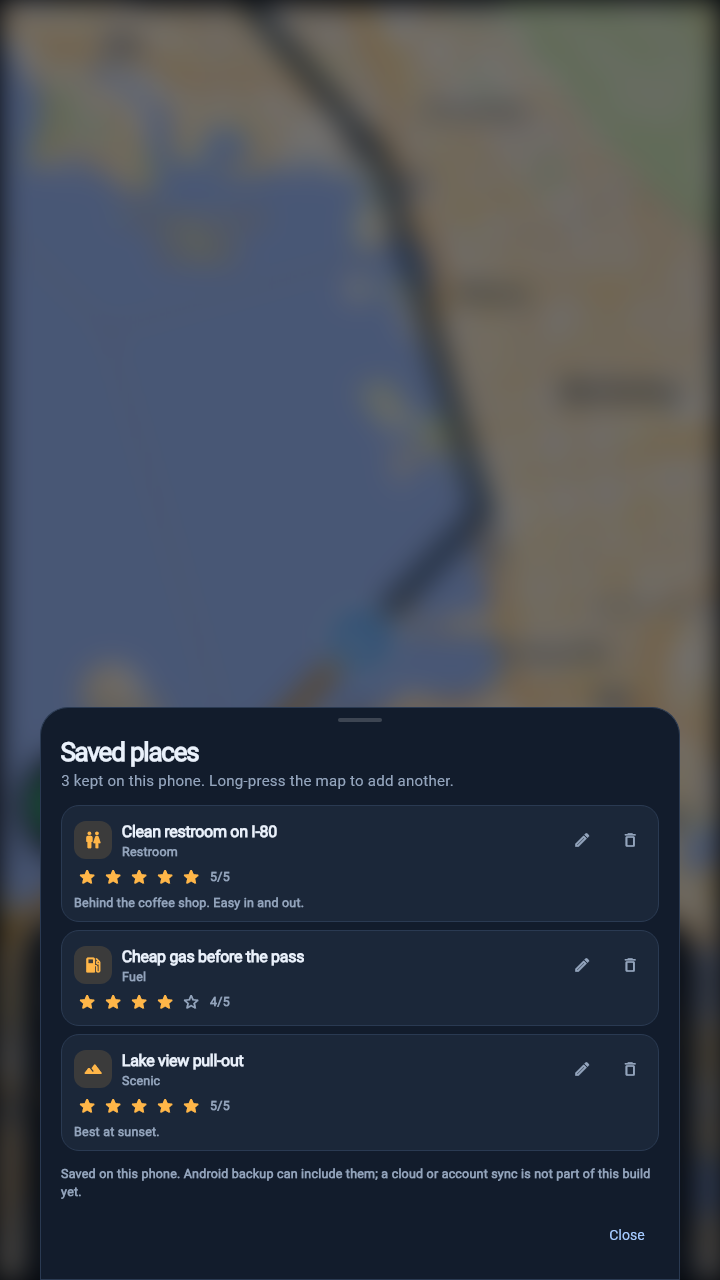 Saved places
3 kept on this phone. Long-press the map to add another.
Clean restroom on I-80
Restroom
5/5
Behind the coffee shop. Easy in and out.
Cheap gas before the pass
Fuel
4/5
Lake view pull-out
Scenic
5/5
Best at sunset.
Saved on this phone. Android backup can include them; a cloud or account sync is not part of this build
yet.
Close